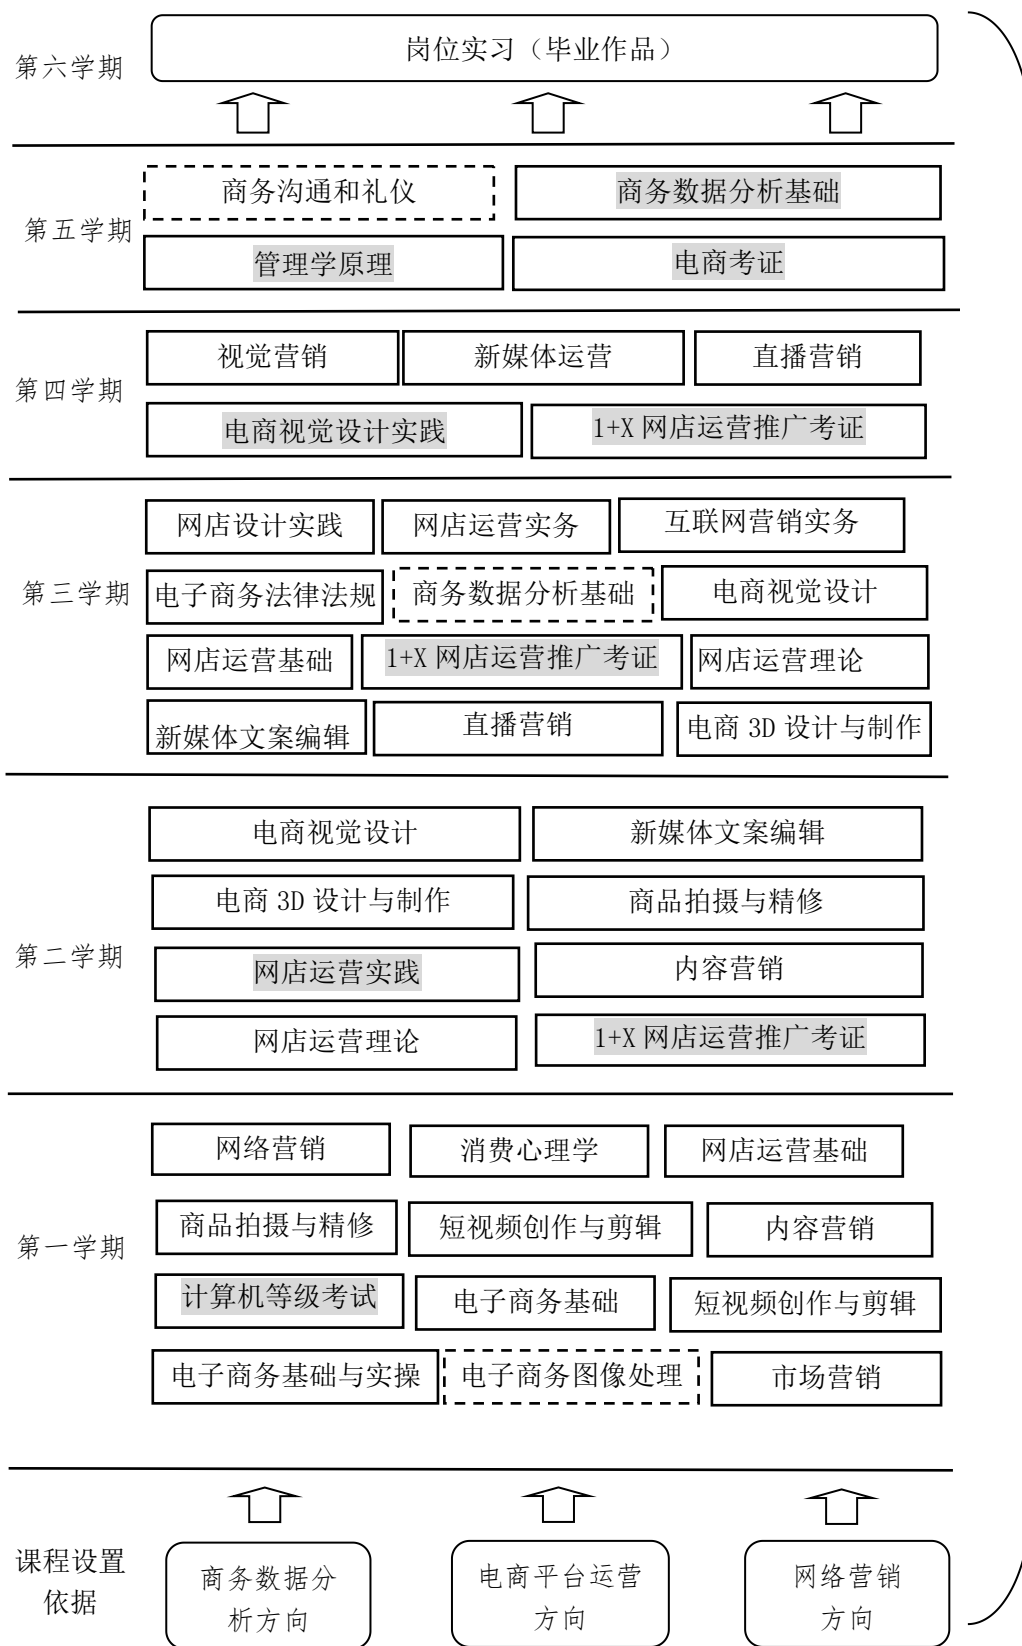 第六学期
岗位实习（毕业作品）
第五学期
商务沟通和礼仪
商务数据分析基础
管理学原理
电商考证
第四学期
视觉营销
新媒体运营
直播营销
电商视觉设计实践
1+X 网店运营推广考证
第三学期
网店设计实践
网店运营实务
互联网营销实务
电子商务法律法规
商务数据分析基础
电商视觉设计
网店运营基础
1+X 网店运营推广考证
网店运营理论
新媒体文案编辑
直播营销
电商 3D 设计与制作
第二学期
电商视觉设计
新媒体文案编辑
电商 3D 设计与制作
商品拍摄与精修
网店运营实践
内容营销
网店运营理论
1+X 网店运营推广考证
第一学期
网络营销
消费心理学
网店运营基础
商品拍摄与精修
短视频创作与剪辑
内容营销
计算机等级考试
电子商务基础
短视频创作与剪辑
电子商务基础与实操
电子商务图像处理
市场营销
课程设置
依据
商务数据分
析方向
电商平台运营
方向
网络营销
方向